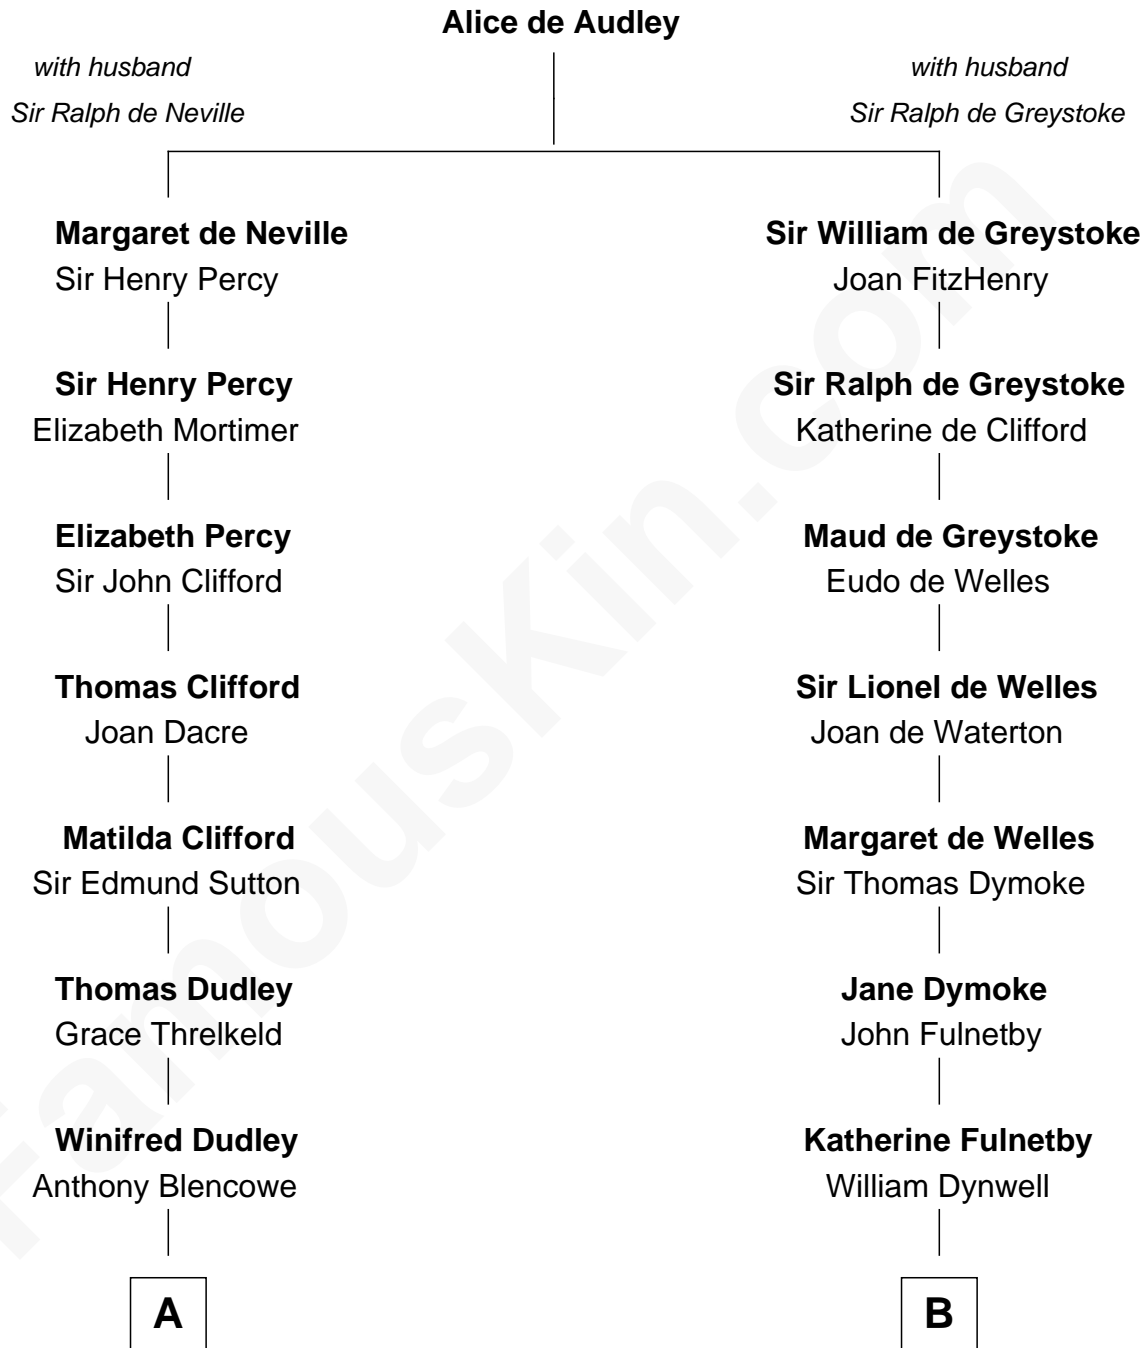 Alice de Audley
with husband
Sir Ralph de Neville
with husband
Sir Ralph de Greystoke
Margaret de Neville
Sir Henry Percy
Sir William de Greystoke
Joan FitzHenry
Sir Henry Percy
Elizabeth Mortimer
Sir Ralph de Greystoke
Katherine de Clifford
Elizabeth Percy
Sir John Clifford
Maud de Greystoke
Eudo de Welles
Thomas Clifford
Joan Dacre
Sir Lionel de Welles
Joan de Waterton
Matilda Clifford
Sir Edmund Sutton
Margaret de Welles
Sir Thomas Dymoke
Thomas Dudley
Grace Threlkeld
Jane Dymoke
John Fulnetby
Winifred Dudley
Anthony Blencowe
Katherine Fulnetby
William Dynwell
A
B
FamousKin.com